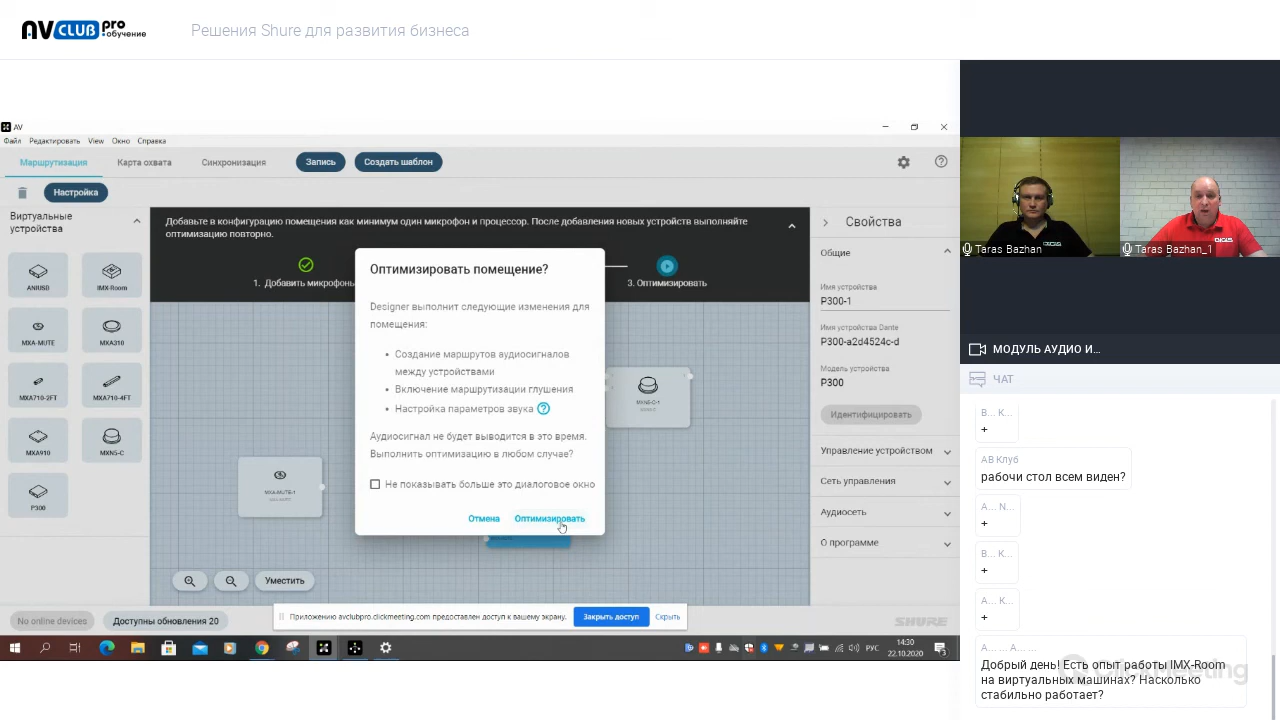 AVCLUB pro
•обучение
Решения Shure для развития бизнеса
AV
Файл Редактировать View Окно Справка
Маршрутизация Карта охвата Синхронизация Запись Создать шаблон
Настройка
Виртуальные
устройства
ANIUSB IMX-Room
MXA-MUTE MXA310
MXA710-2FT MXA710-4FT
MXA910 MXN5-C
P300
Добавьте в конфигурацию помещения как минимум один микрофон и процессор. После добавления новых устройств выполняйте
оптимизацию повторно.
1. Добавить микрофоны
3. Оптимизировать
Оптимизировать помещение?
Designer выполнит следующие изменения для
помещения:
• Создание маршрутов аудиосигналов
между устройствами
• Включение маршрутизации глушения
• Настройка параметров звука ?
Аудиосигнал не будет выводится в это время.
Выполнить оптимизацию в любом случае?
Не показывать больше это диалоговое окно
Отмена Оптимизировать
MXA-MUTE-1
MXN5-C-1
Уместить
Свойства
Общие
Имя устройства
P300-1
Имя устройства Dante
P300-a2d4524c-d
Модель устройства
P300
Идентифицировать
Управление устройством
Сеть управления
Аудиосеть
О программе
No online devices Доступны обновления 20
SHURE
Приложению avclubpro.clickmeeting.com предоставлен доступ к вашему экрану. Закрыть доступ Скрыть
РУС
14:30
22.10.2020
3
Taras Bazhan
Taras Bazhan_1
МОДУЛЬ АУДИО И...
ЧАТ
В... К...
+
АВ Клуб
рабочи стол всем виден?
А... N...
+
В... К...
+
А... К...
+
А... ... А... ...
Добрый день! Есть опыт работы IMX-Room
на виртуальных машинах? Насколько
стабильно работает?
ClickMeeting